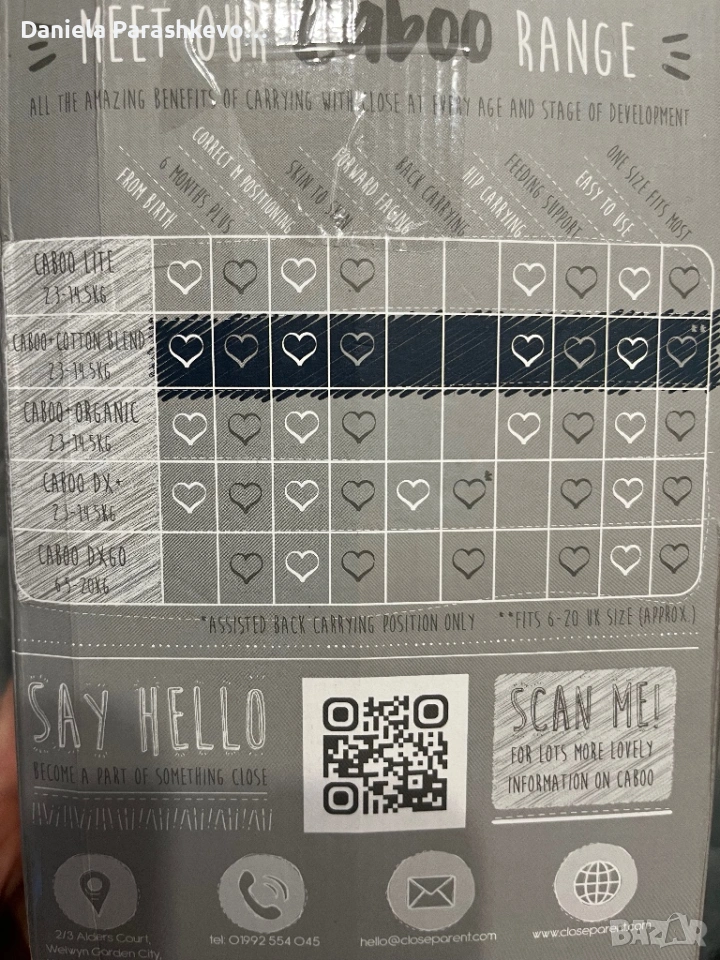 Daniela Parashkevo...
MEET OUR Caboo RANGE
ALL THE AMAZING BENEFITS OF CARRYING WITH CLOSE AT EVERY AGE AND STAGE OF DEVELOPMENT
FROM BIRTH
6 MONTHS PLUS
CORRECT M POSITIONING
SKIN TO SKIN
FORWARD FACING
BACK CARRYING
HIP CARRYING
FEEDING SUPPORT
EASY TO USE
ONE SIZE FITS MOST
CABOO LITE
2.3-14.5KG
CABOO+COTTON BLEND
2.3-14.5KG
**
CABOO+ORGANIC
2.3-14.5KG
CABOO DX+
2.3-14.5KG
*
CABOO DXGO
6.5-20KG
*ASSISTED BACK CARRYING POSITION ONLY **FITS 6-20 UK SIZE (APPROX.)
SAY HELLO
BECOME A PART OF SOMETHING CLOSE
SCAN ME!
FOR LOTS MORE LOVELY
INFORMATION ON CABOO
2/3 Alders Court,
Welwyn Garden City,
tel: 01992 554 045
hello@closeparent.com
www.closeparent.com
BAZAR